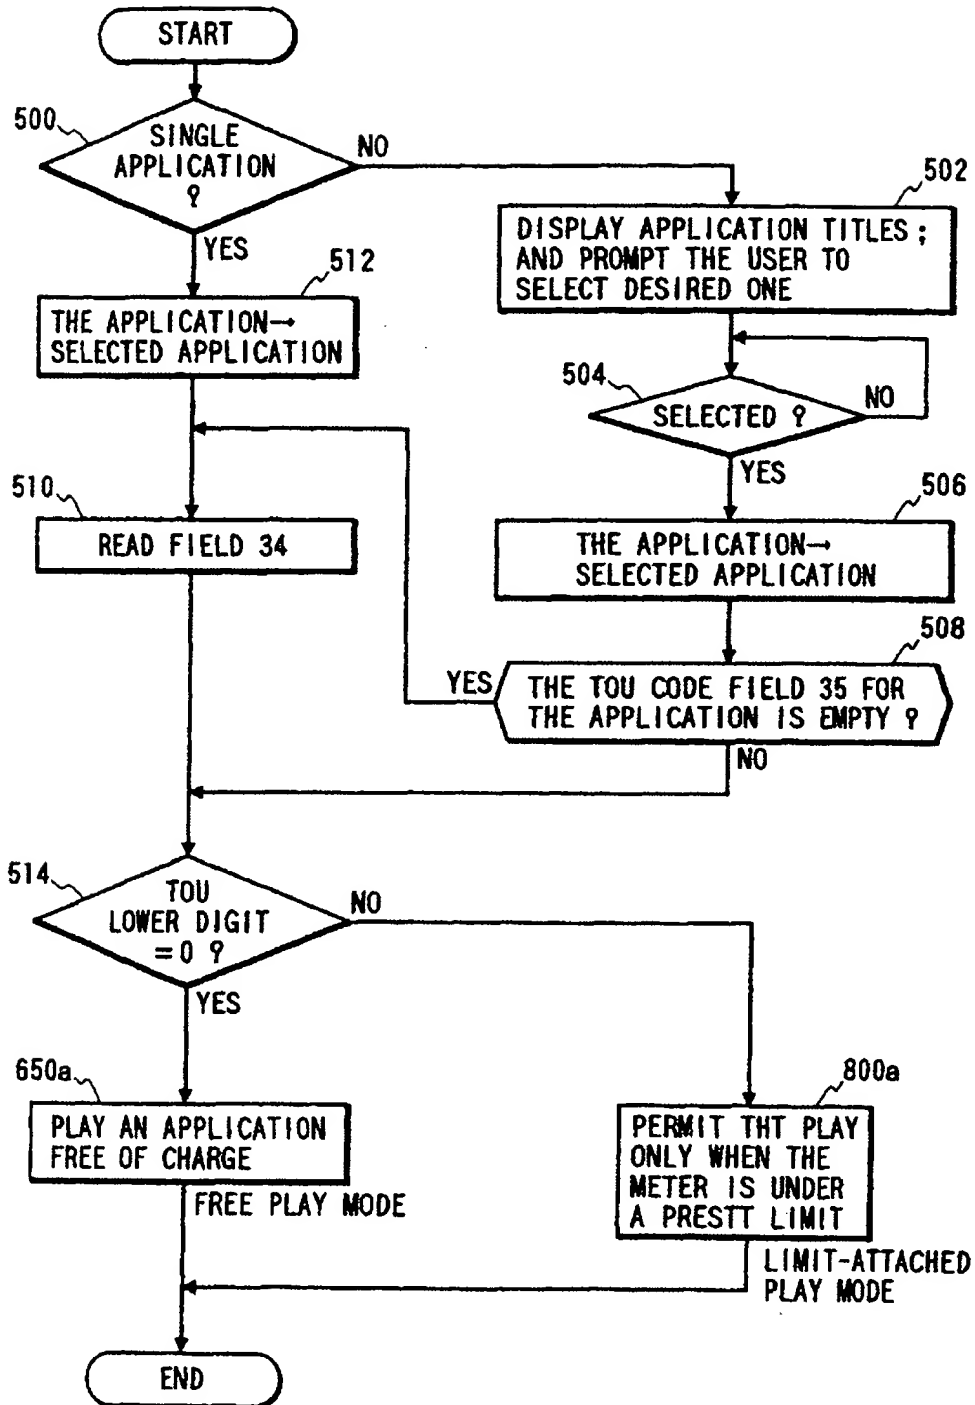 START
500
SINGLE
APPLICATION
?
NO
YES
502
DISPLAY APPLICATION TITLES;
AND PROMPT THE USER TO
SELECT DESIRED ONE
512
THE APPLICATION→
SELECTED APPLICATION
504
SELECTED ?
NO
YES
510
READ FIELD 34
506
THE APPLICATION→
SELECTED APPLICATION
508
YES
THE TOU CODE FIELD 35 FOR
THE APPLICATION IS EMPTY ?
NO
514
TOU
LOWER DIGIT
=0 ?
NO
YES
650a
PLAY AN APPLICATION
FREE OF CHARGE
FREE PLAY MODE
800a
PERMIT THT PLAY
ONLY WHEN THE
METER IS UNDER
A PRESTT LIMIT
LIMIT-ATTACHED
PLAY MODE
END